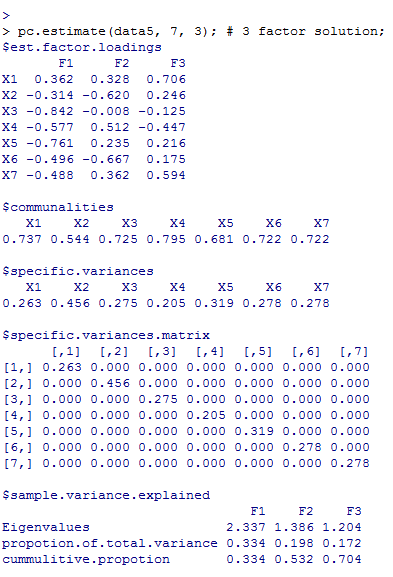 >
> pc.estimate(data5, 7, 3); # 3 factor solution;
$est.factor.loadings
F1 F2 F3
X1 0.362 0.328 0.706
X2 -0.314 -0.620 0.246
X3 -0.842 -0.008 -0.125
X4 -0.577 0.512 -0.447
X5 -0.761 0.235 0.216
X6 -0.496 -0.667 0.175
X7 -0.488 0.362 0.594
$communalities
X1 X2 X3 X4 X5 X6 X7
0.737 0.544 0.725 0.795 0.681 0.722 0.722
$specific.variances
X1 X2 X3 X4 X5 X6 X7
0.263 0.456 0.275 0.205 0.319 0.278 0.278
$specific.variances.matrix
[,1] [,2] [,3] [,4] [,5] [,6] [,7]
[1,] 0.263 0.000 0.000 0.000 0.000 0.000 0.000
[2,] 0.000 0.456 0.000 0.000 0.000 0.000 0.000
[3,] 0.000 0.000 0.275 0.000 0.000 0.000 0.000
[4,] 0.000 0.000 0.000 0.205 0.000 0.000 0.000
[5,] 0.000 0.000 0.000 0.000 0.319 0.000 0.000
[6,] 0.000 0.000 0.000 0.000 0.000 0.278 0.000
[7,] 0.000 0.000 0.000 0.000 0.000 0.000 0.278
$sample.variance.explained
F1 F2 F3
Eigenvalues 2.337 1.386 1.204
propotion.of.total.variance 0.334 0.198 0.172
cummulitive.propotion 0.334 0.532 0.704